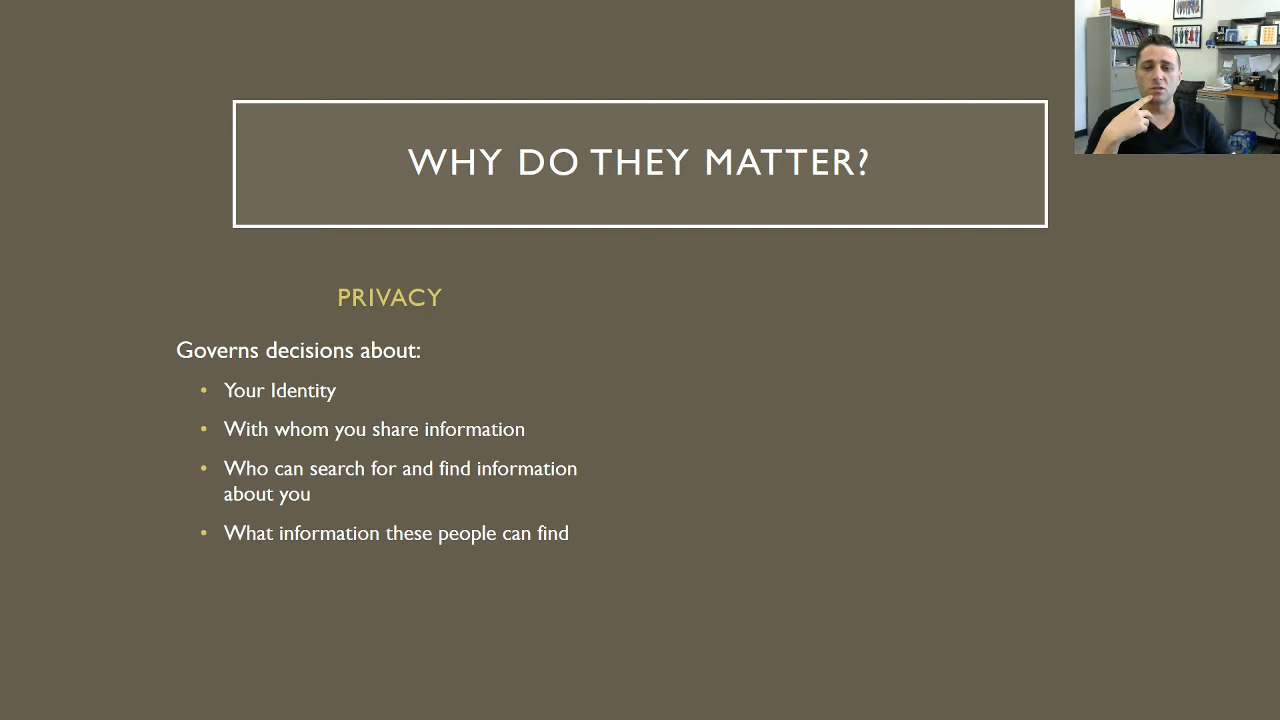 WHY DO THEY MATTER?
PRIVACY
Governs decisions about:
• Your Identity
• With whom you share information
• Who can search for and find information
about you
• What information these people can find